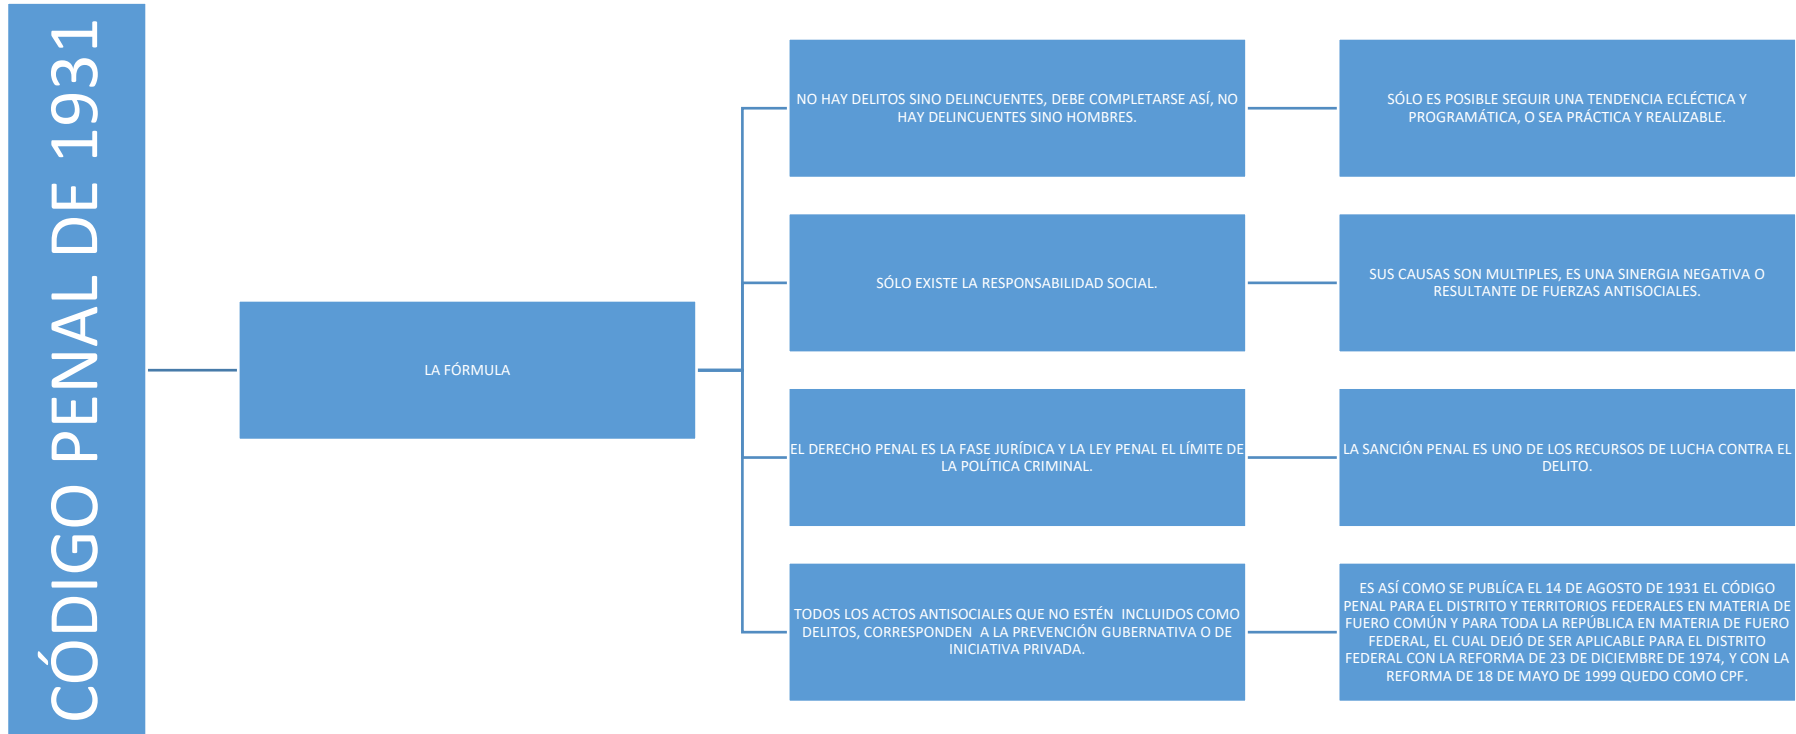 CÓDIGO PENAL DE 1931
LA FÓRMULA
NO HAY DELITOS SINO DELINCUENTES, DEBE COMPLETARSE ASÍ, NO
HAY DELINCUENTES SINO HOMBRES.
SÓLO ES POSIBLE SEGUIR UNA TENDENCIA ECLÉCTICA Y
PROGRAMÁTICA, O SEA PRÁCTICA Y REALIZABLE.
SÓLO EXISTE LA RESPONSABILIDAD SOCIAL.
SUS CAUSAS SON MULTIPLES, ES UNA SINERGIA NEGATIVA O
RESULTANTE DE FUERZAS ANTISOCIALES.
EL DERECHO PENAL ES LA FASE JURÍDICA Y LA LEY PENAL EL LÍMITE DE
LA POLÍTICA CRIMINAL.
LA SANCIÓN PENAL ES UNO DE LOS RECURSOS DE LUCHA CONTRA EL
DELITO.
TODOS LOS ACTOS ANTISOCIALES QUE NO ESTÉN INCLUIDOS COMO
DELITOS, CORRESPONDEN A LA PREVENCIÓN GUBERNATIVA O DE
INICIATIVA PRIVADA.
ES ASÍ COMO SE PUBLÍCA EL 14 DE AGOSTO DE 1931 EL CÓDIGO
PENAL PARA EL DISTRITO Y TERRITORIOS FEDERALES EN MATERIA DE
FUERO COMÚN Y PARA TODA LA REPÚBLICA EN MATERIA DE FUERO
FEDERAL, EL CUAL DEJÓ DE SER APLICABLE PARA EL DISTRITO
FEDERAL CON LA REFORMA DE 23 DE DICIEMBRE DE 1974, Y CON LA
REFORMA DE 18 DE MAYO DE 1999 QUEDO COMO CPF.